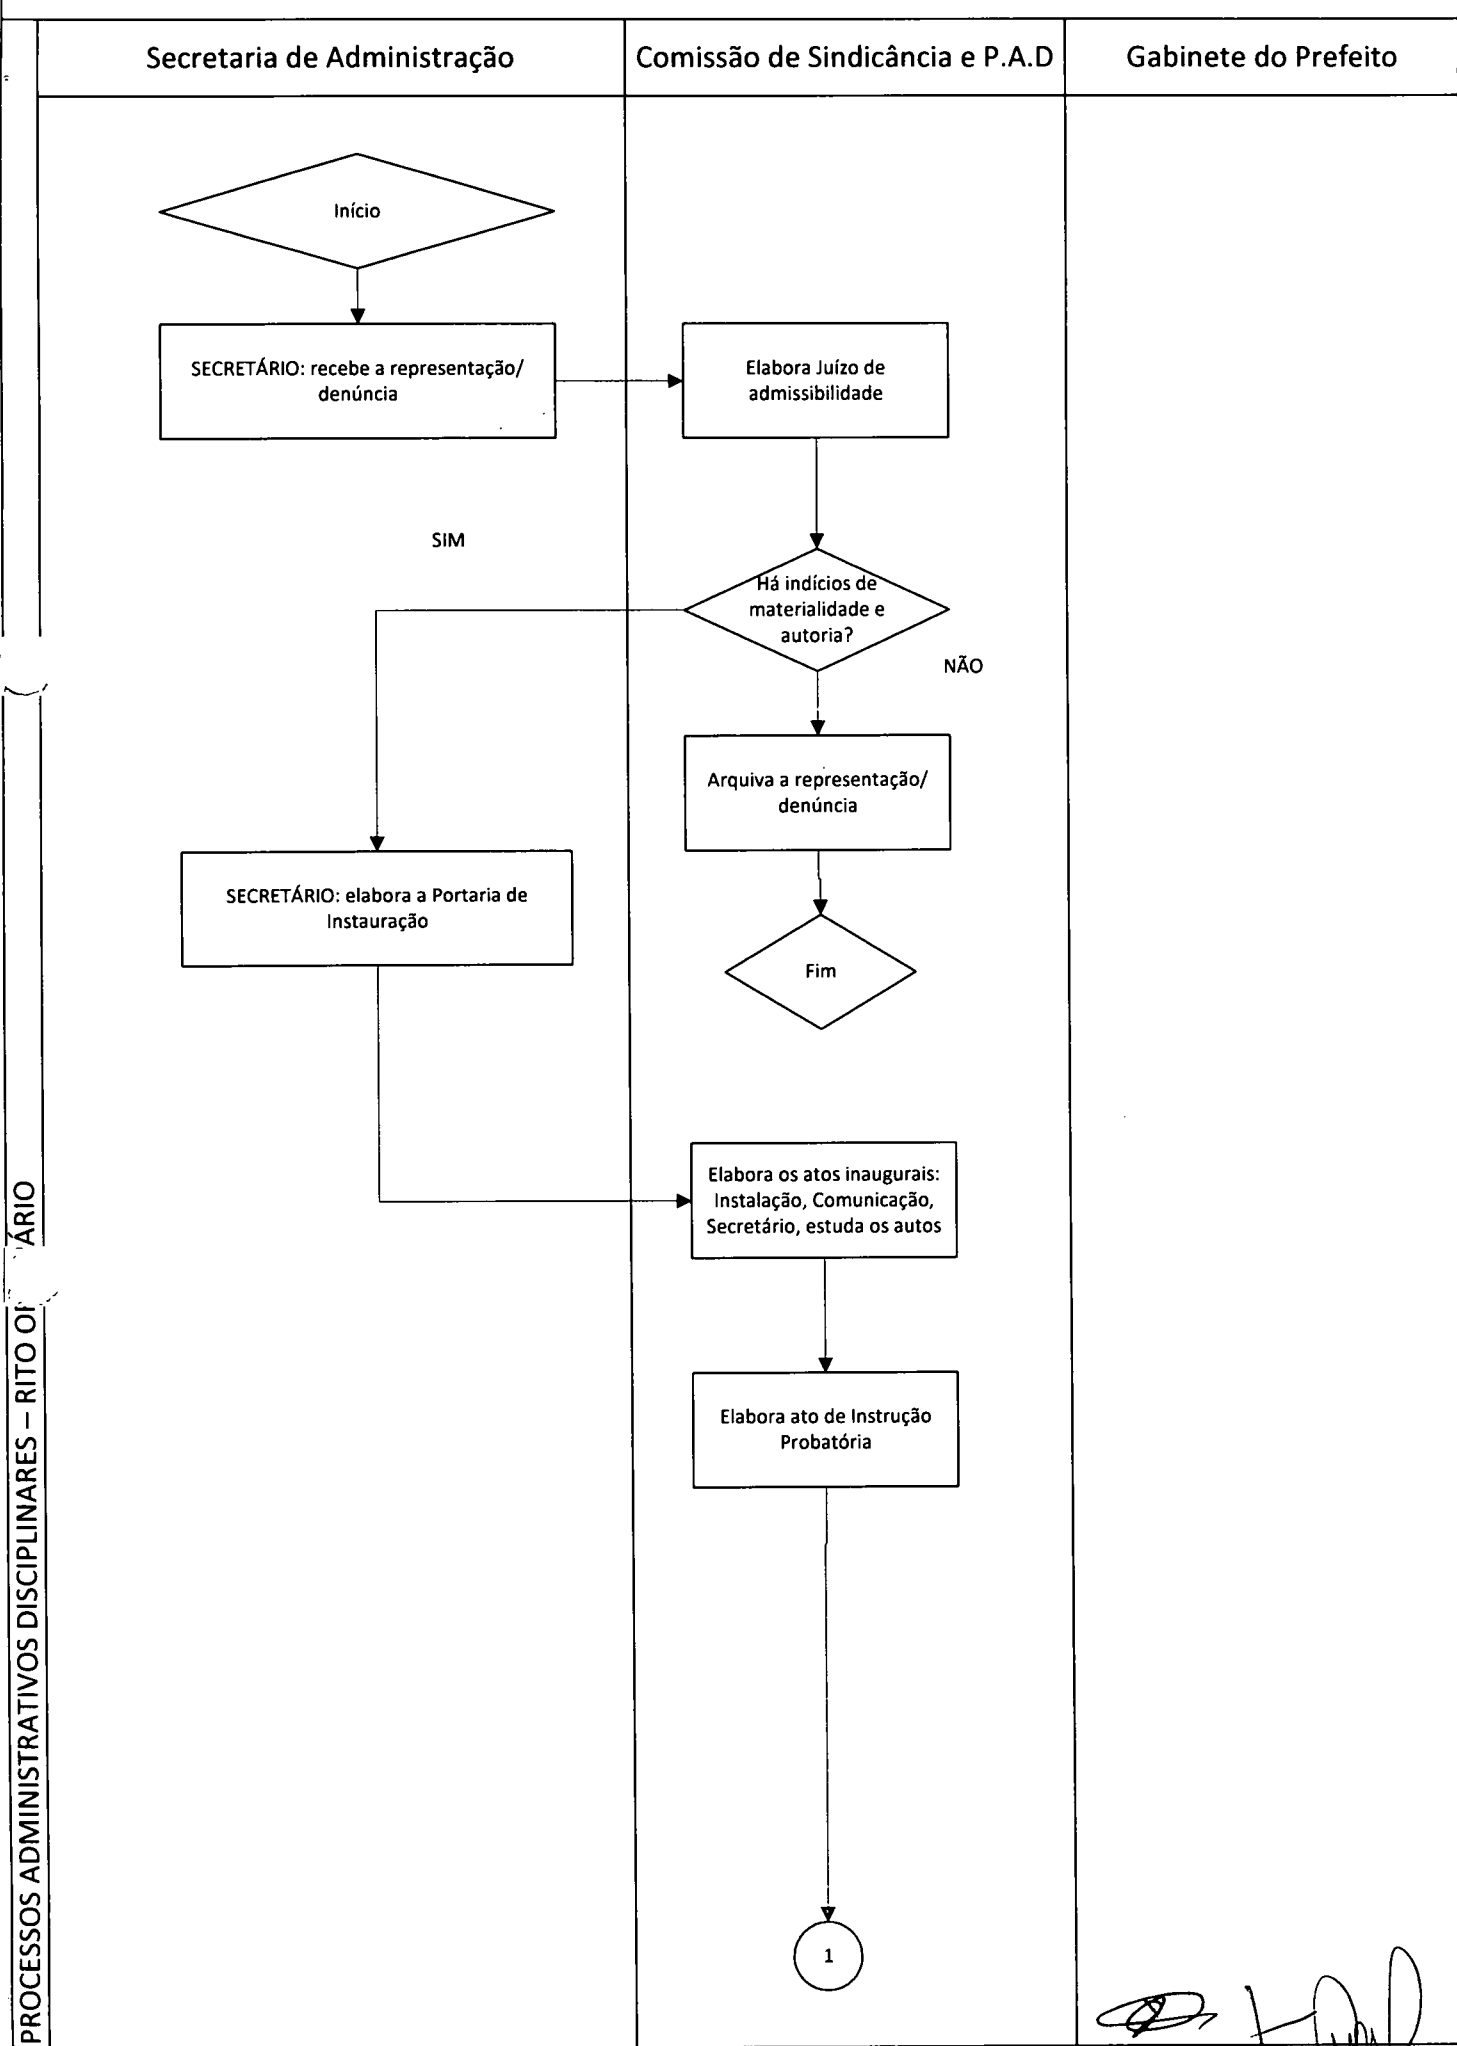 Secretaria de Administração
Comissão de Sindicância e P.A.D
Gabinete do Prefeito
Início
SECRETÁRIO: recebe a representação/
denúncia
Elabora Juízo de
admissibilidade
SIM
Há indícios de
materialidade e
autoria?
NÃO
Arquiva a representação/
denúncia
SECRETÁRIO: elabora a Portaria de
Instauração
Fim
Elabora os atos inaugurais:
Instalação, Comunicação,
Secretário, estuda os autos
Elabora ato de Instrução
Probatória
1
PROCESSOS ADMINISTRATIVOS DISCIPLINARES – RITO